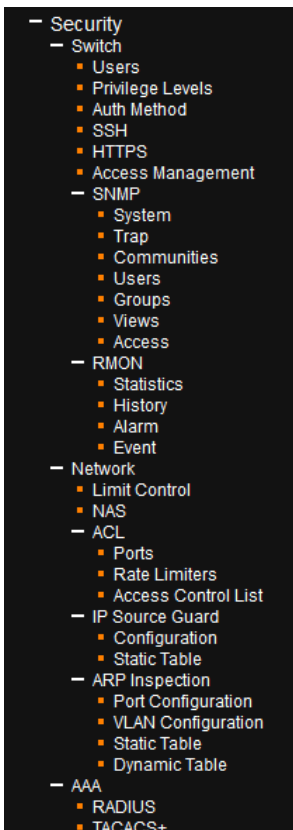 Security
Switch
Users
Privilege Levels
Auth Method
SSH
HTTPS
Access Management
SNMP
System
Trap
Communities
Users
Groups
Views
Access
RMON
Statistics
History
Alarm
Event
Network
Limit Control
NAS
ACL
Ports
Rate Limiters
Access Control List
IP Source Guard
Configuration
Static Table
ARP Inspection
Port Configuration
VLAN Configuration
Static Table
Dynamic Table
AAA
RADIUS
TACACS+